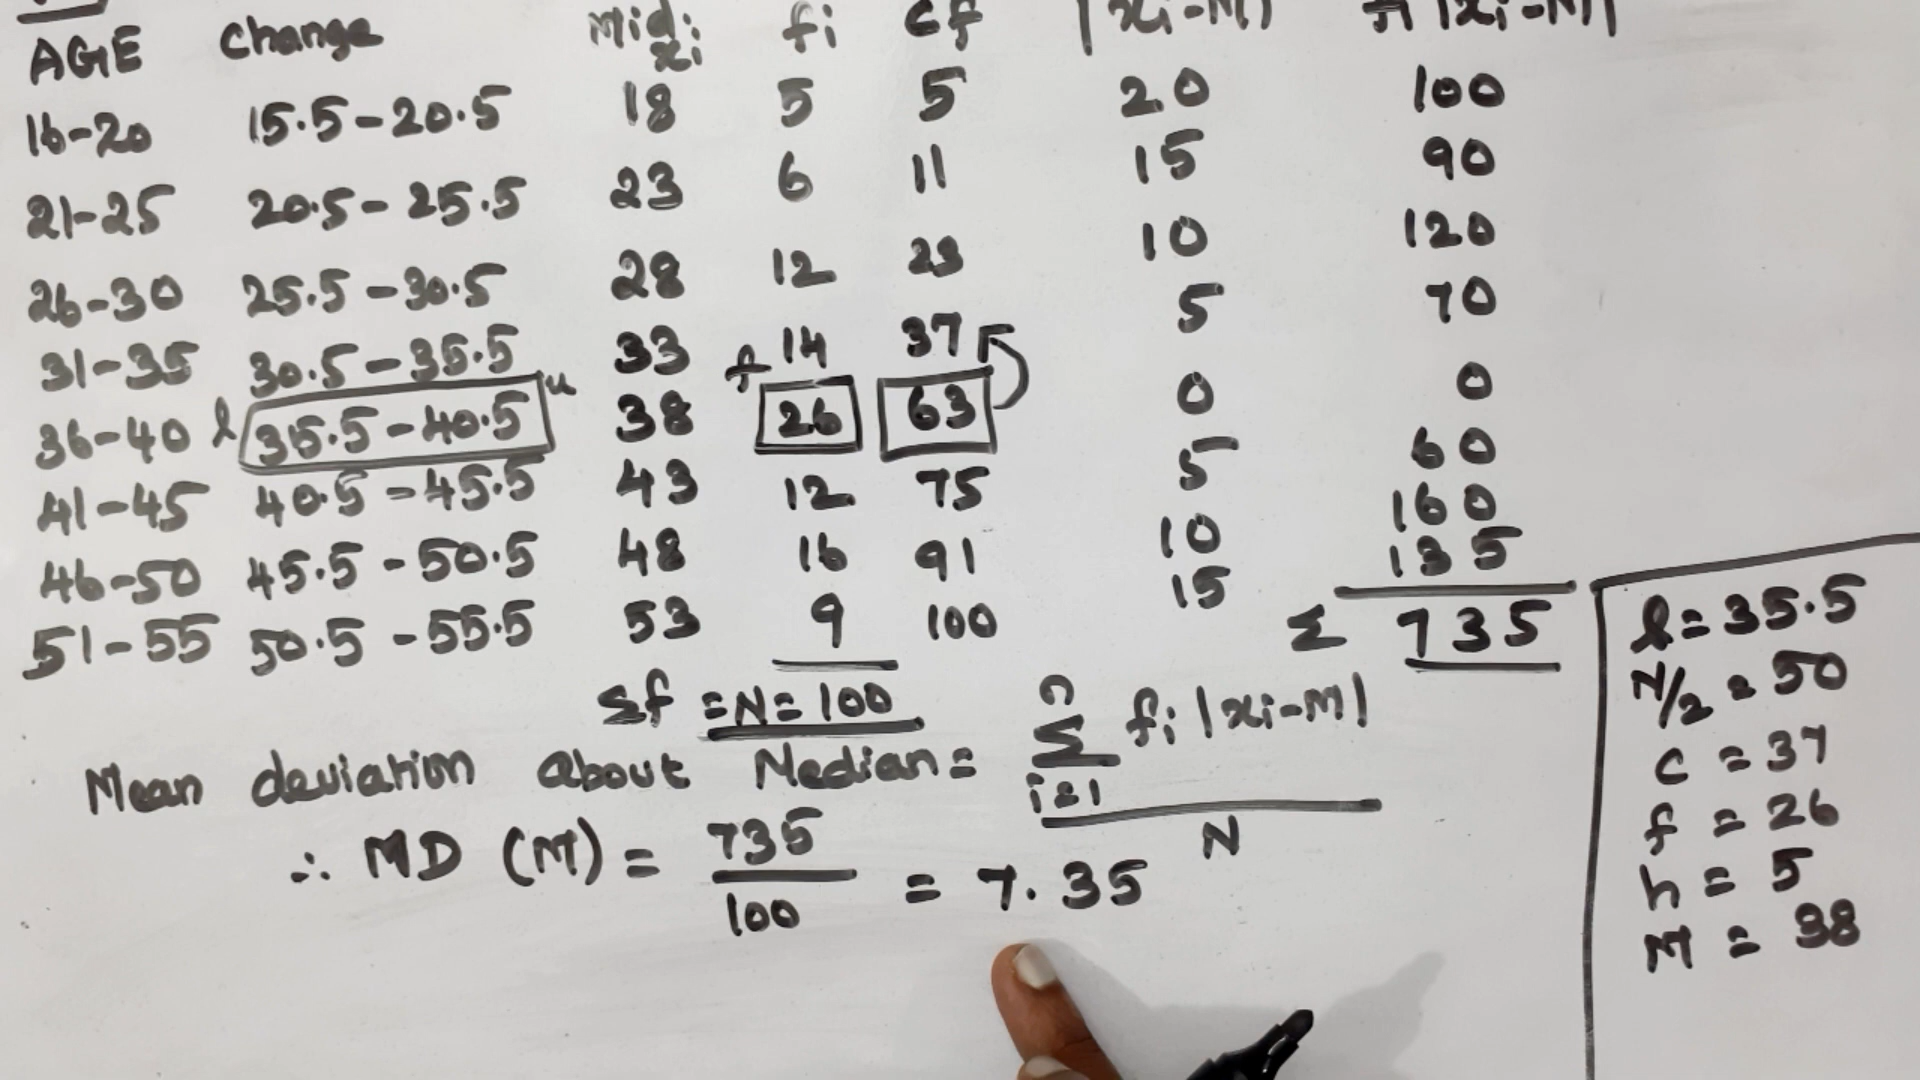 AGE Change Mid: xi fi cf |xi-M| fi|xi-M|
16-20 15.5-20.5 18 5 5 20 100
21-25 20.5-25.5 23 6 11 15 90
26-30 25.5-30.5 28 12 23 10 120
31-35 30.5-35.5 33 14 37 5 70
36-40 l 35.5-40.5 u 38 f 26 63 0 0
41-45 40.5-45.5 43 12 75 5 60
46-50 45.5-50.5 48 16 91 10 160
51-55 50.5-55.5 53 9 100 15 135
Σ 735
Σf = N = 100
Mean deviation about Median = n Σ i=1 fi |xi-M| / N
∴ MD (M) = 735/100 = 7.35
l = 35.5
N/2 = 50
c = 37
f = 26
h = 5
M = 38